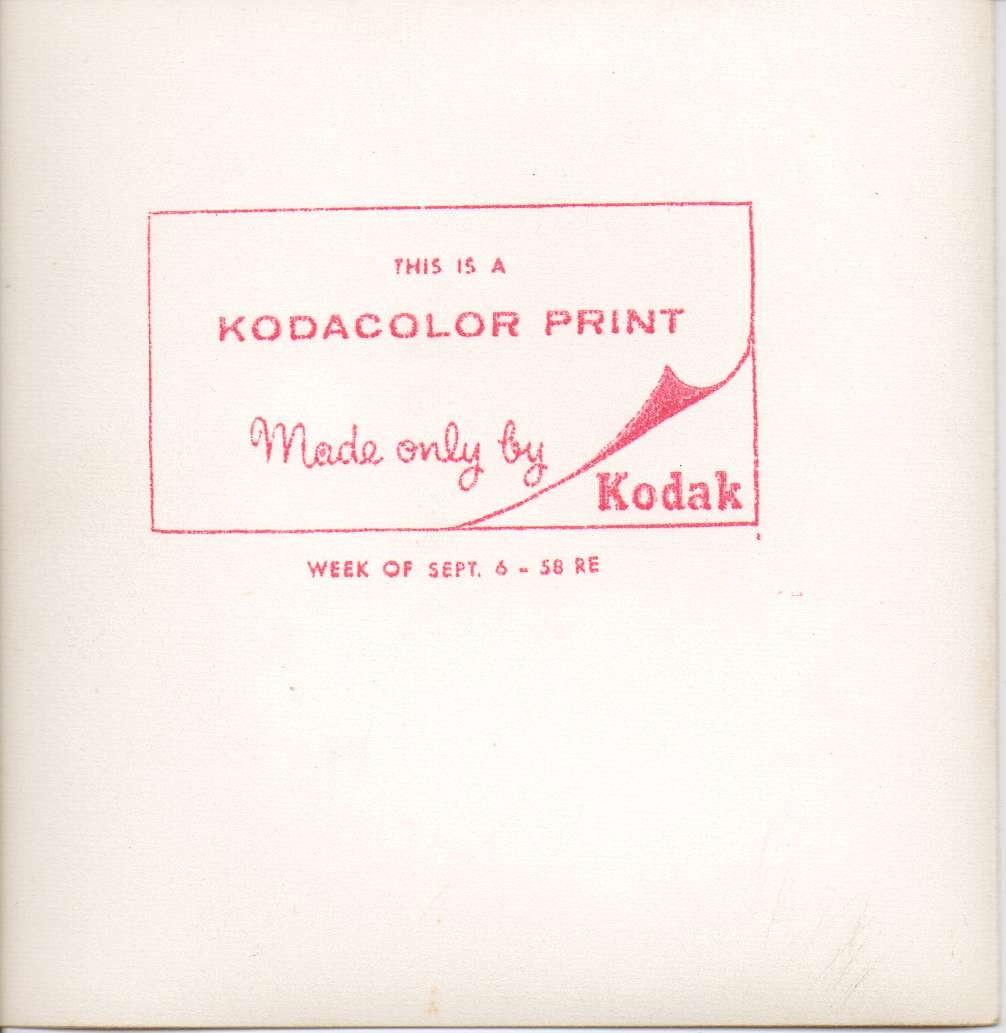 THIS IS A
KODACOLOR PRINT
Made only by
Kodak
WEEK OF SEPT. 6 - 58 RE